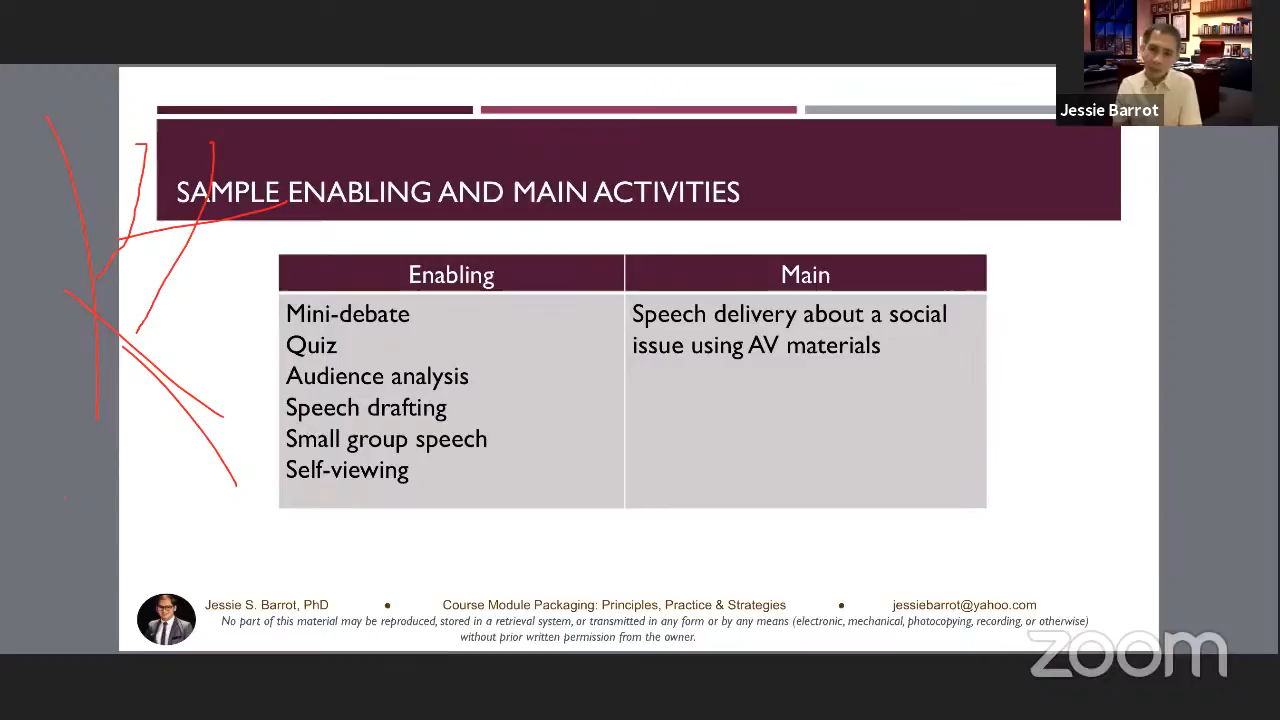 Jessie Barrot
SAMPLE ENABLING AND MAIN ACTIVITIES
Enabling
Main
Mini-debate
Quiz
Audience analysis
Speech drafting
Small group speech
Self-viewing
Speech delivery about a social
issue using AV materials
Jessie S. Barrot, PhD ● Course Module Packaging: Principles, Practice & Strategies ● jessiebarrot@yahoo.com
No part of this material may be reproduced, stored in a retrieval system, or transmitted in any form or by any means (electronic, mechanical, photocopying, recording, or otherwise)
without prior written permission from the owner.
zoom